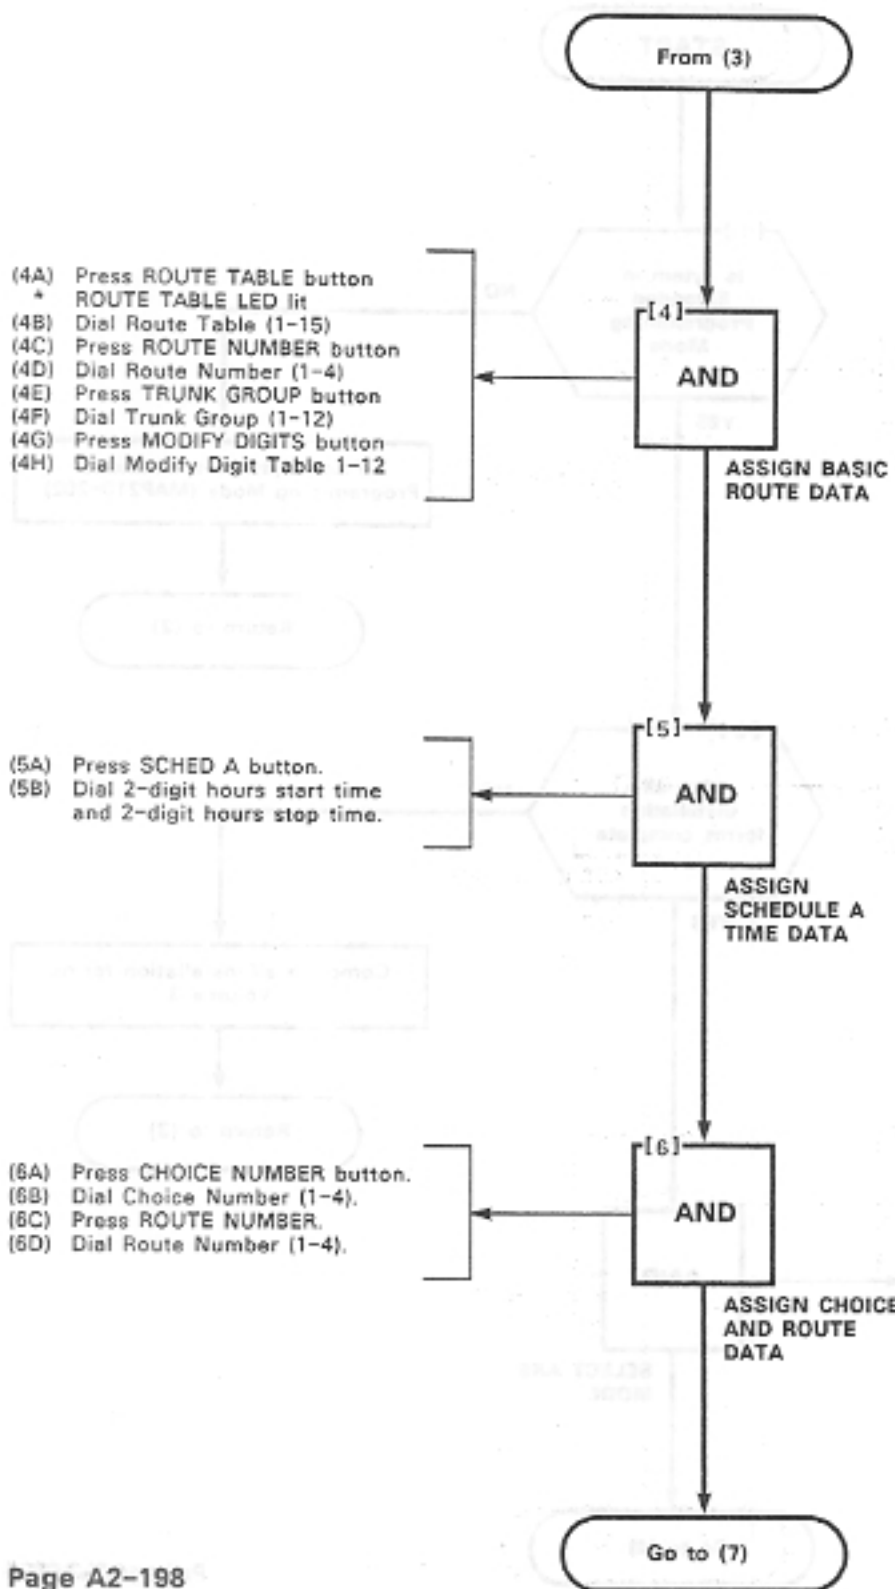 From (3)
(4A) Press ROUTE TABLE button
* ROUTE TABLE LED lit
(4B) Dial Route Table (1-15)
(4C) Press ROUTE NUMBER button
(4D) Dial Route Number (1-4)
(4E) Press TRUNK GROUP button
(4F) Dial Trunk Group (1-12)
(4G) Press MODIFY DIGITS button
(4H) Dial Modify Digit Table 1-12
[4]
AND
ASSIGN BASIC
ROUTE DATA
(5A) Press SCHED A button.
(5B) Dial 2-digit hours start time
and 2-digit hours stop time.
[5]
AND
ASSIGN
SCHEDULE A
TIME DATA
(6A) Press CHOICE NUMBER button.
(6B) Dial Choice Number (1-4).
(6C) Press ROUTE NUMBER.
(6D) Dial Route Number (1-4).
[6]
AND
ASSIGN CHOICE
AND ROUTE
DATA
Go to (7)
Page A2-198